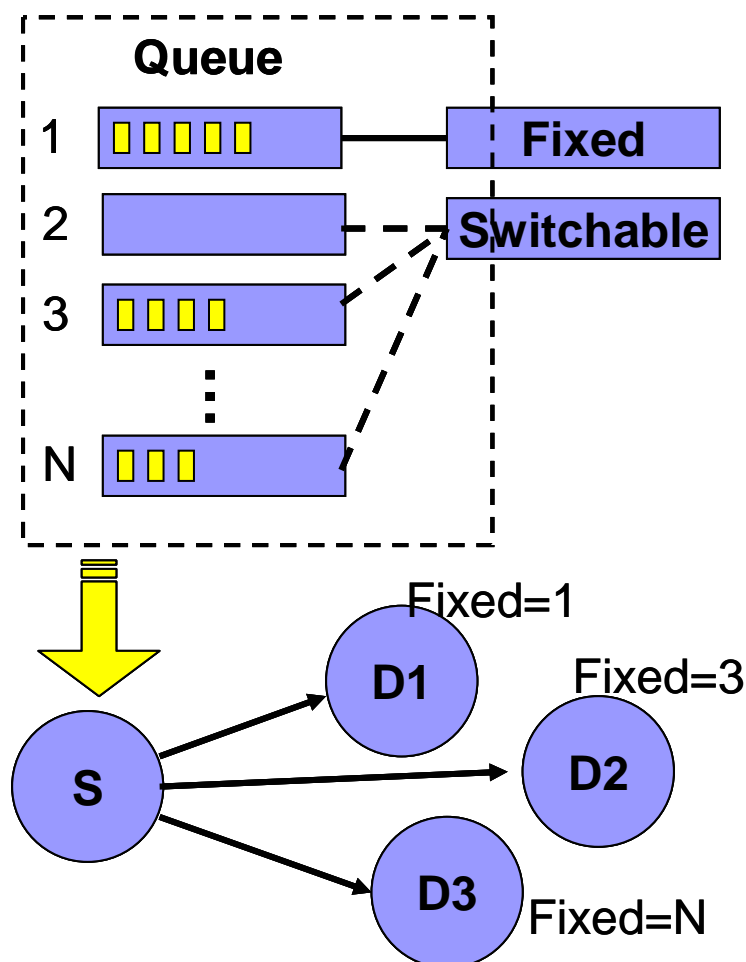 Queue
1
Fixed
2
Switchable
3
N
Fixed=1
D1
Fixed=3
S
D2
D3
Fixed=N